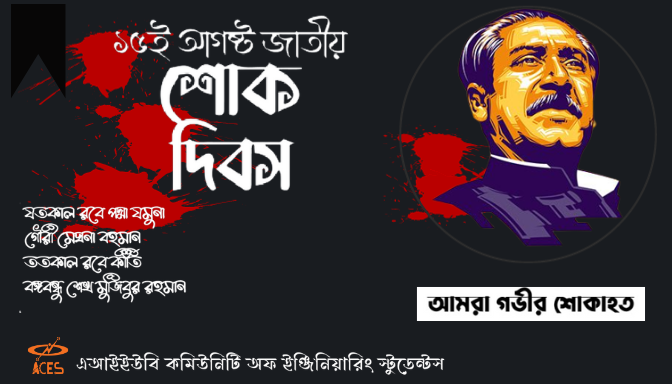 ১৫ই আগষ্ট জাতীয়
শোক
দিবস
যতকাল রবে পদ্মা যমুনা
গৌরী মেঘনা বহমান
ততকাল রবে কীর্তি
বঙ্গবন্ধু শেখ মুজিবুর রহমান
আমরা গভীর শোকাহত
ACES
এআইইউবি কমিউনিটি অফ ইঞ্জিনিয়ারিং স্টুডেন্টস